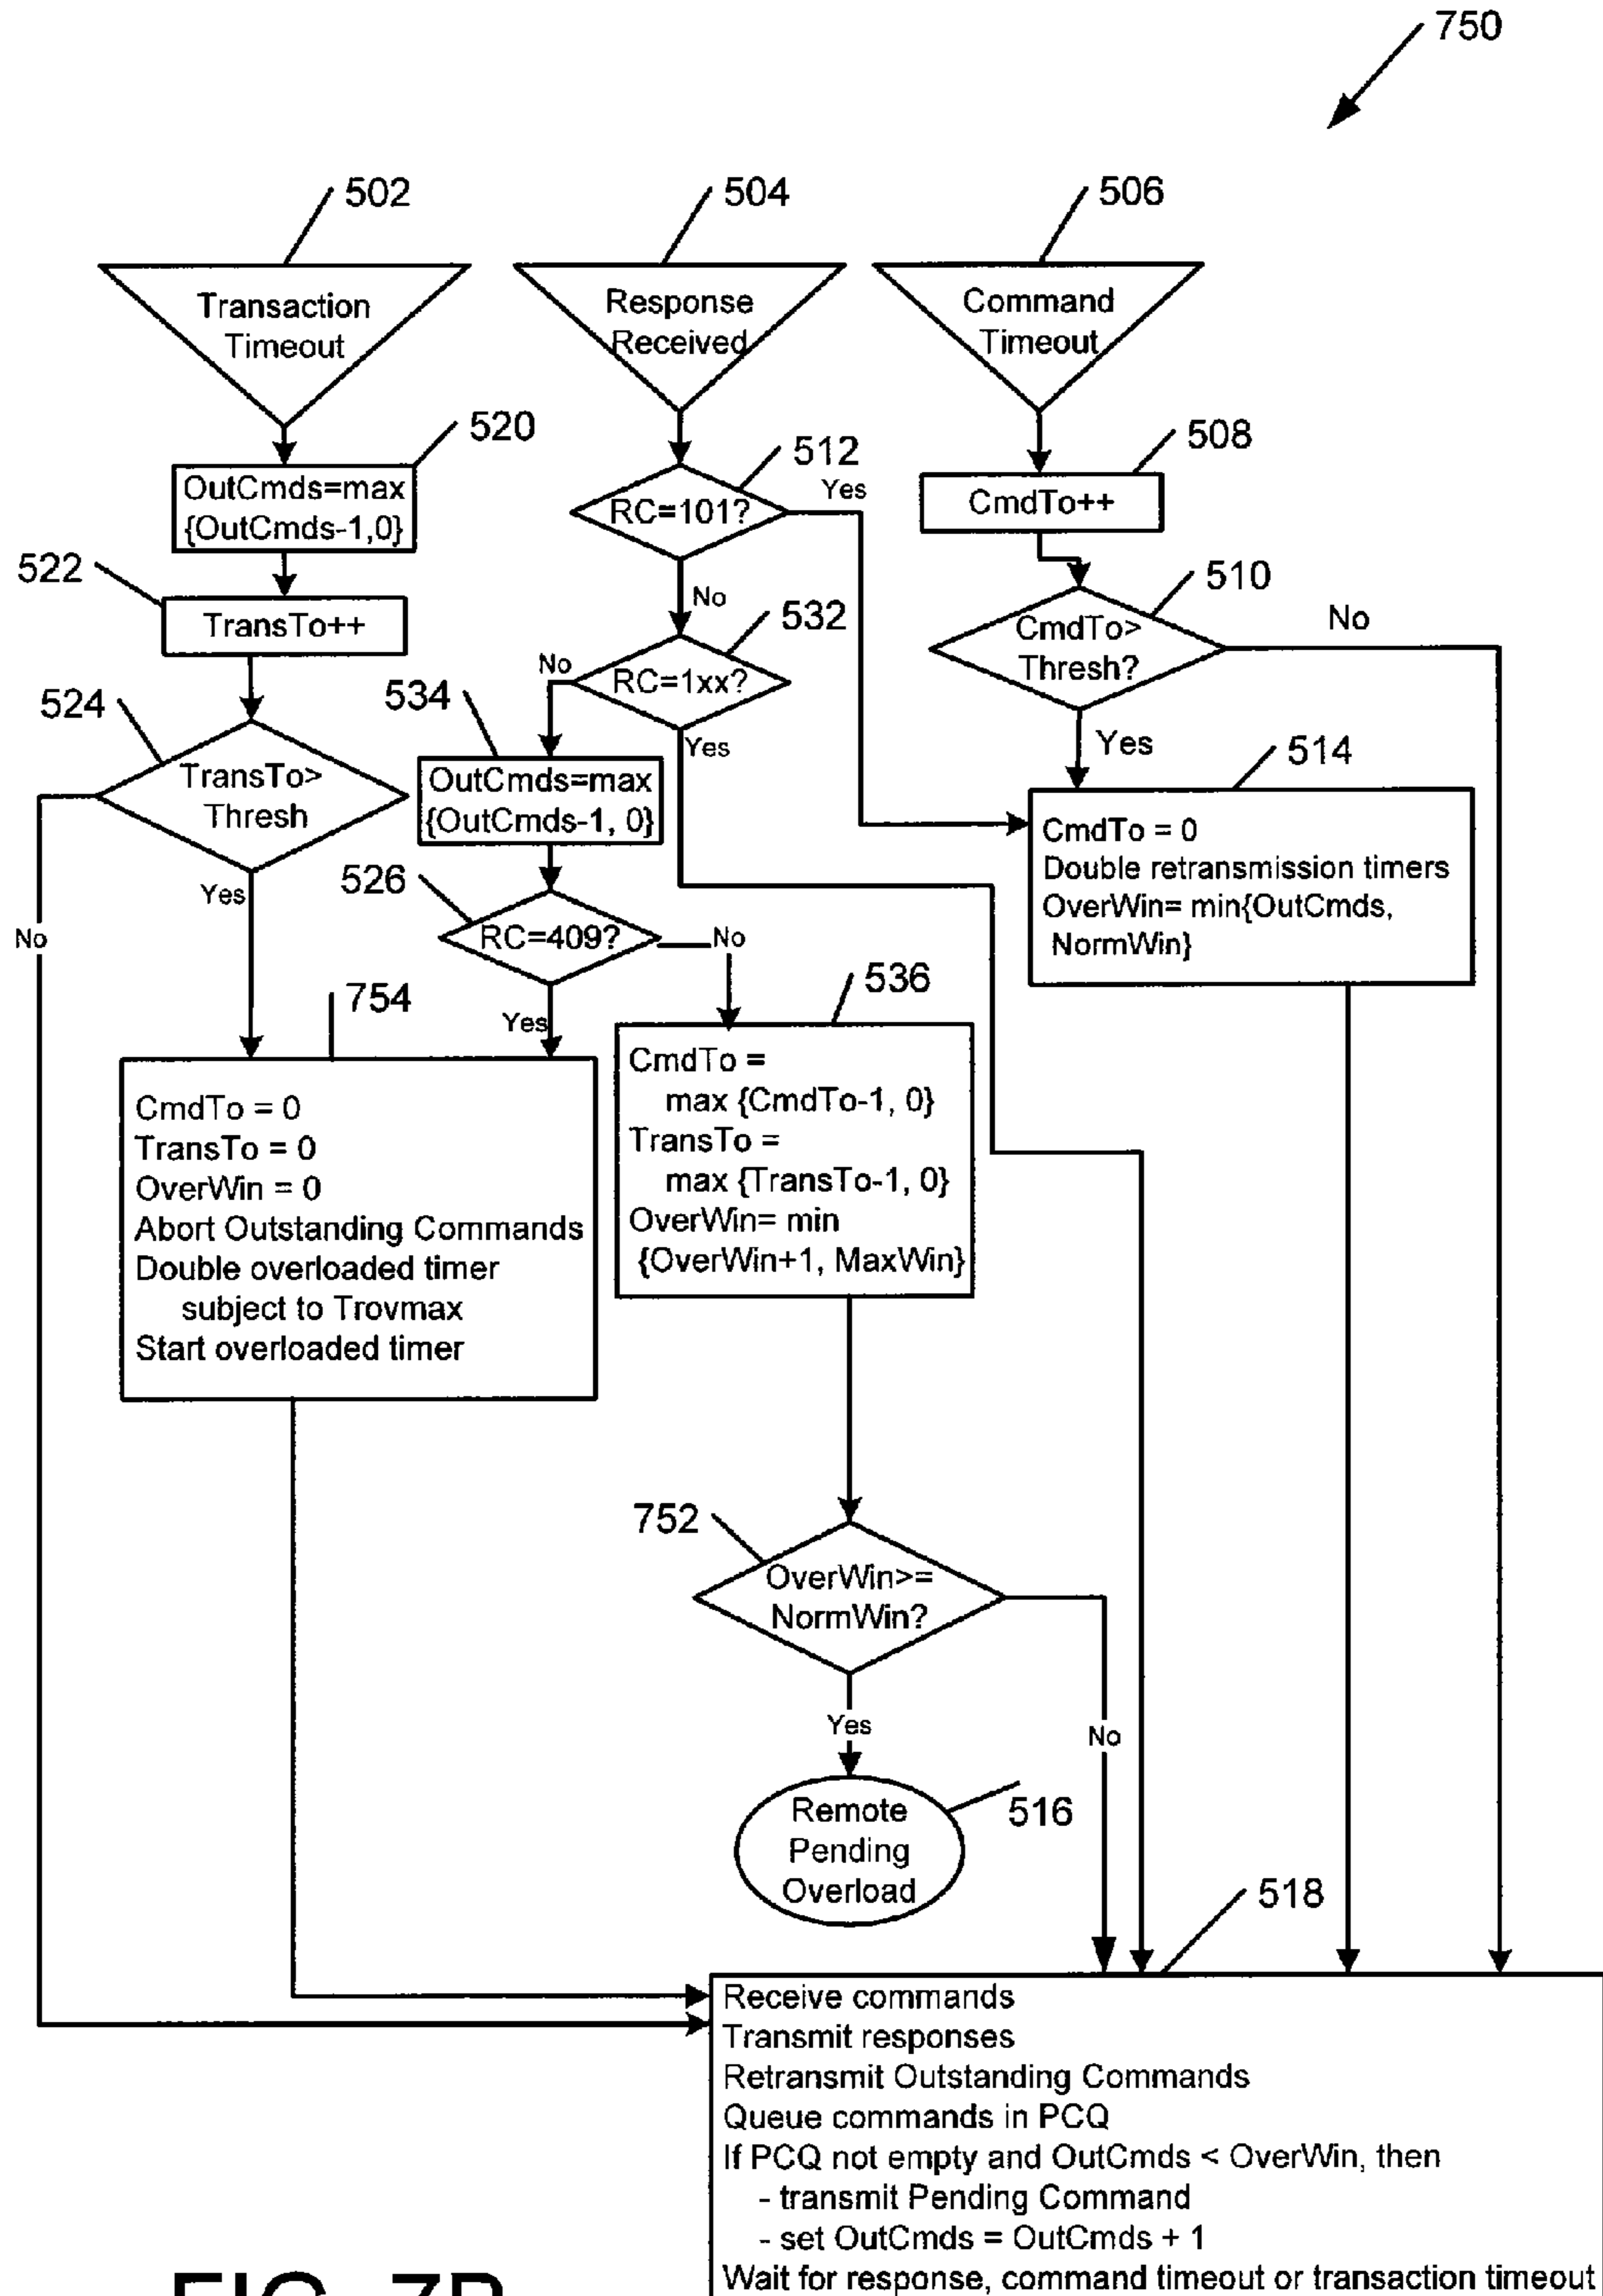 750
502
504
506
Transaction
Timeout
Response
Received
Command
Timeout
520
OutCmds=max
{OutCmds-1,0}
512
RC=101?
Yes
No
508
CmdTo++
522
TransTo++
532
RC=1xx?
No
Yes
510
CmdTo>
Thresh?
No
Yes
524
TransTo>
Thresh
Yes
No
534
OutCmds=max
{OutCmds-1, 0}
526
RC=409?
No
Yes
514
CmdTo = 0
Double retransmission timers
OverWin= min{OutCmds,
NormWin}
754
CmdTo = 0
TransTo = 0
OverWin = 0
Abort Outstanding Commands
Double overloaded timer
subject to Trovmax
Start overloaded timer
536
CmdTo =
max {CmdTo-1, 0}
TransTo =
max {TransTo-1, 0}
OverWin= min
{OverWin+1, MaxWin}
752
OverWin>=
NormWin?
Yes
No
Remote
Pending
Overload
516
518
Receive commands
Transmit responses
Retransmit Outstanding Commands
Queue commands in PCQ
If PCQ not empty and OutCmds < OverWin, then
- transmit Pending Command
- set OutCmds = OutCmds + 1
Wait for response, command timeout or transaction timeout
FIG. 7B